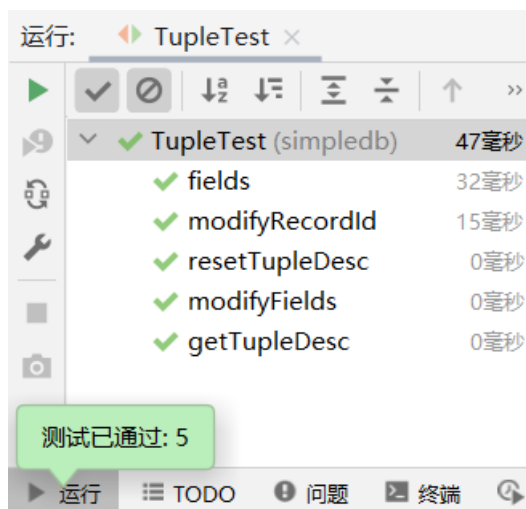 运行: TupleTest
TupleTest (simpledb) 47毫秒
fields 32毫秒
modifyRecordId 15毫秒
resetTupleDesc 0毫秒
modifyFields 0毫秒
getTupleDesc 0毫秒
测试已通过: 5
运行 TODO 问题 终端